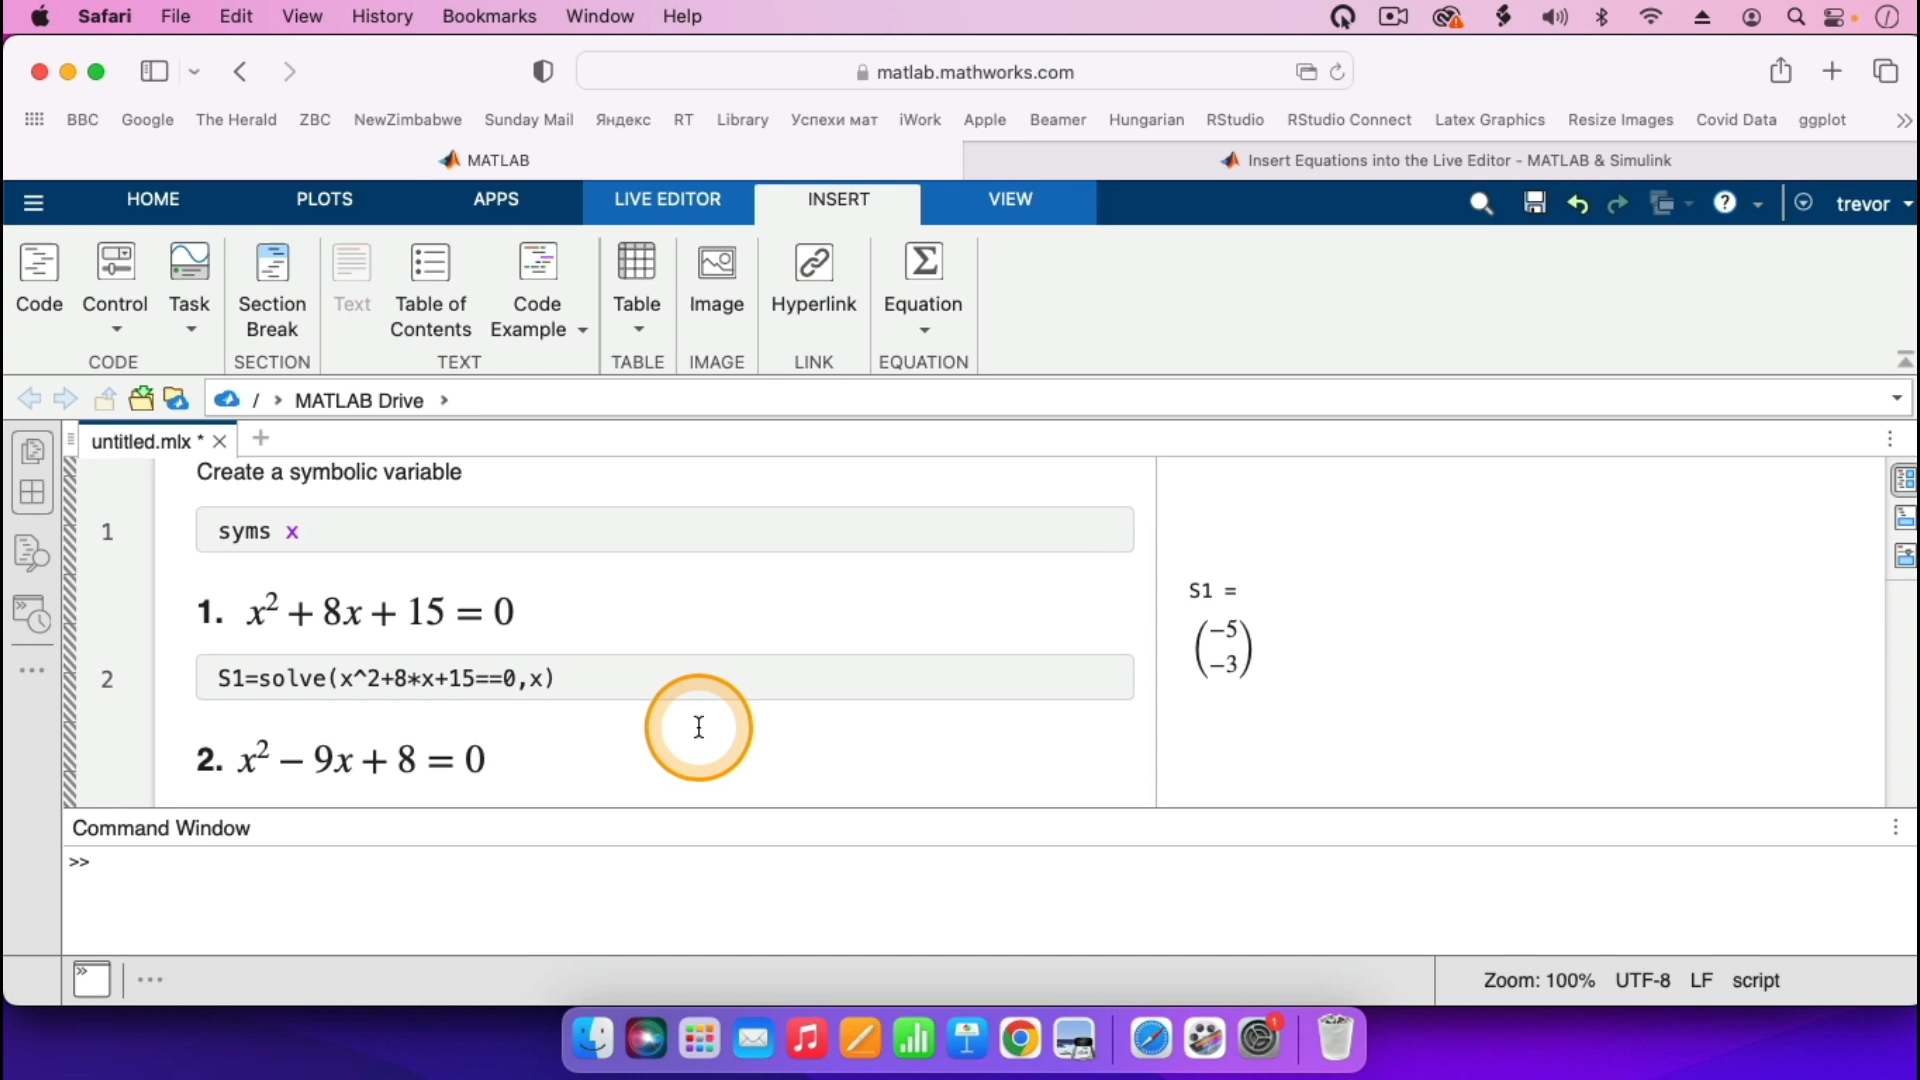 Safari File Edit View History Bookmarks Window Help
matlab.mathworks.com
BBC Google The Herald ZBC NewZimbabwe Sunday Mail Яндекс RT Library Успехи мат iWork Apple Beamer Hungarian RStudio RStudio Connect Latex Graphics Resize Images Covid Data ggplot
MATLAB Insert Equations into the Live Editor - MATLAB & Simulink
HOME PLOTS APPS LIVE EDITOR INSERT VIEW trevor
Code Control Task Section Break Text Table of Contents Code Example Table Image Hyperlink Equation
CODE SECTION TEXT TABLE IMAGE LINK EQUATION
/ › MATLAB Drive ›
untitled.mlx * × +
Create a symbolic variable
1 syms x
1. x² + 8x + 15 = 0
2 S1=solve(x^2+8*x+15==0,x)
2. x² − 9x + 8 = 0
S1 =
−5
−3
Command Window
>>
Zoom: 100% UTF-8 LF script
1